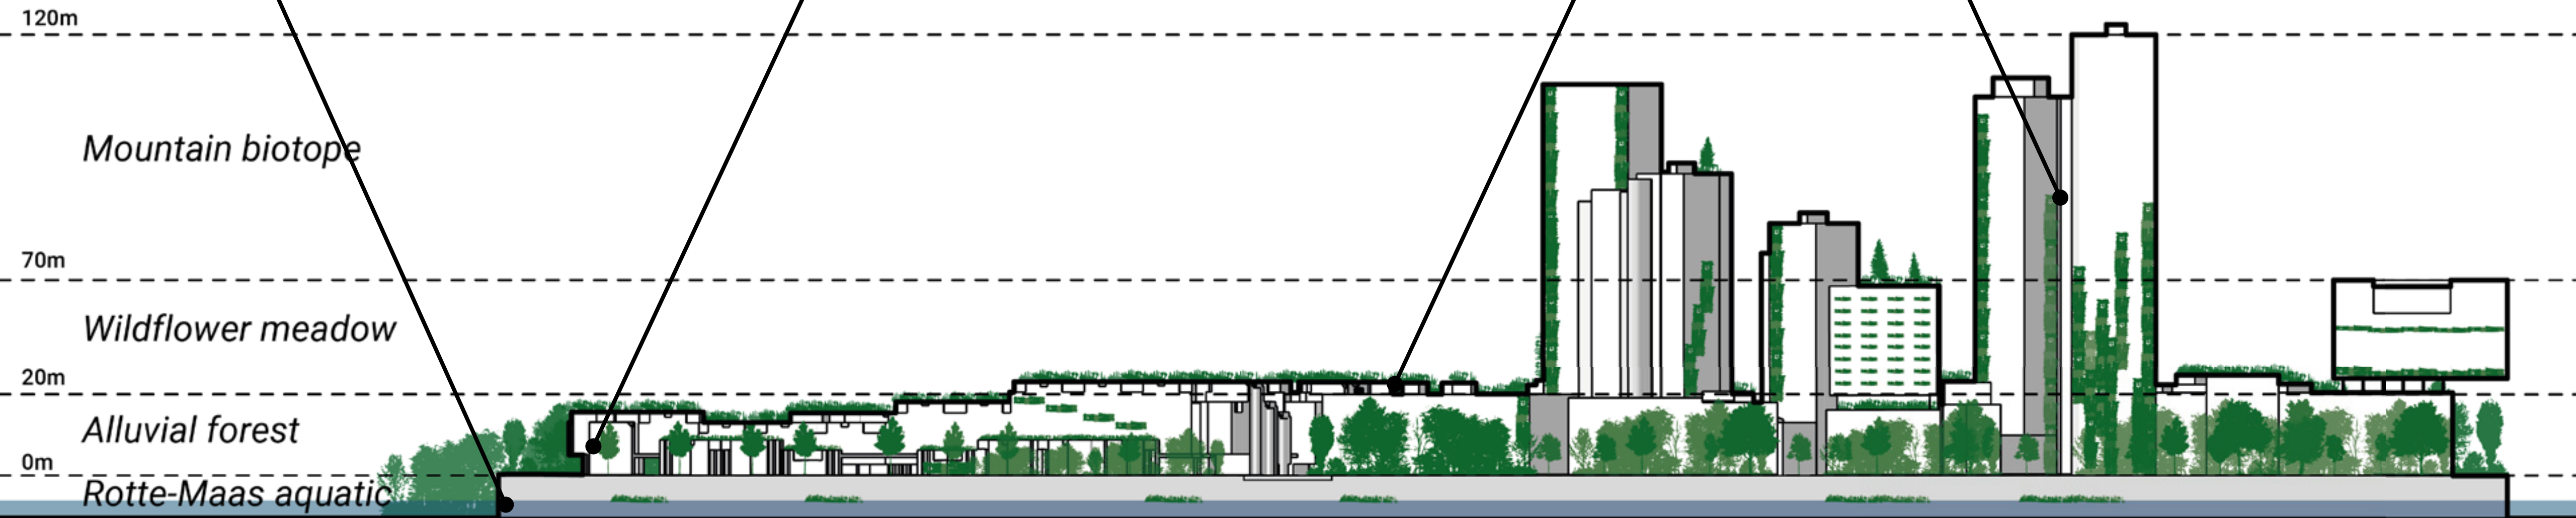 120m
Mountain biotope
70m
Wildflower meadow
20m
Alluvial forest
0m
Rotte-Maas aquatic